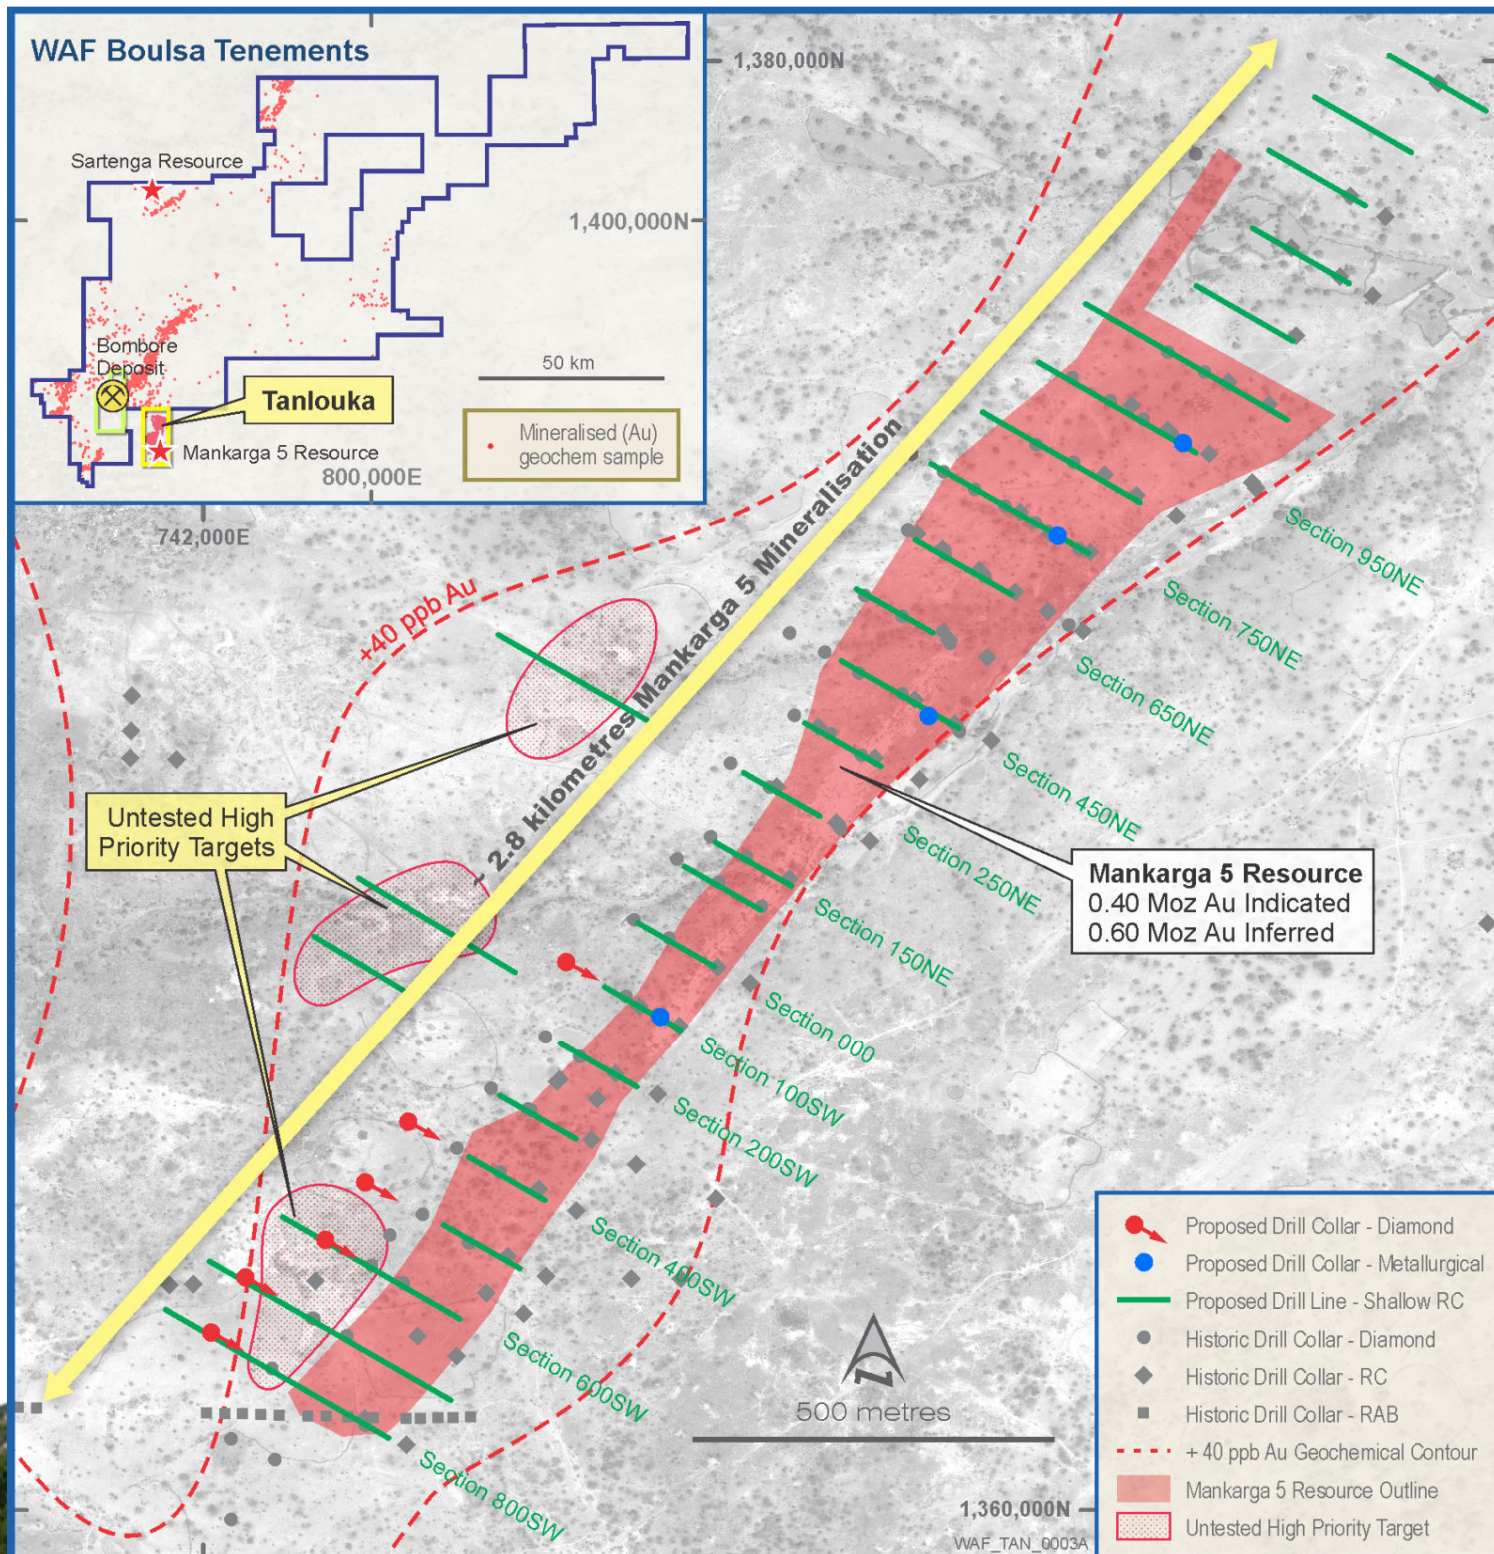 WAF Boulsa Tenements
Sartenga Resource
1,400,000N
Bombore
Deposit
50 km
Tanlouka
Mineralised (Au)
geochem sample
Mankarga 5 Resource
800,000E
1,380,000N
742,000E
+40 ppb Au
~ 2.8 kilometres Mankarga 5 Mineralisation
Untested High
Priority Targets
Section 950NE
Section 750NE
Section 650NE
Section 450NE
Section 250NE
Section 150NE
Section 000
Section 100SW
Section 200SW
Section 400SW
Section 600SW
Section 800SW
Mankarga 5 Resource
0.40 Moz Au Indicated
0.60 Moz Au Inferred
N
500 metres
1,360,000N
WAF_TAN_0003A
Proposed Drill Collar - Diamond
Proposed Drill Collar - Metallurgical
Proposed Drill Line - Shallow RC
Historic Drill Collar - Diamond
Historic Drill Collar - RC
Historic Drill Collar - RAB
+ 40 ppb Au Geochemical Contour
Mankarga 5 Resource Outline
Untested High Priority Target